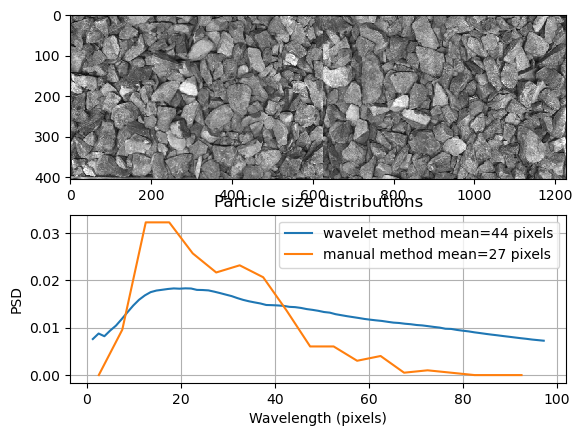 0
100
200
300
400
0 200 400 600 800 1000 1200
Particle size distributions
wavelet method mean=44 pixels
manual method mean=27 pixels
0.03
0.02
0.01
0.00
PSD
0 20 40 60 80 100
Wavelength (pixels)